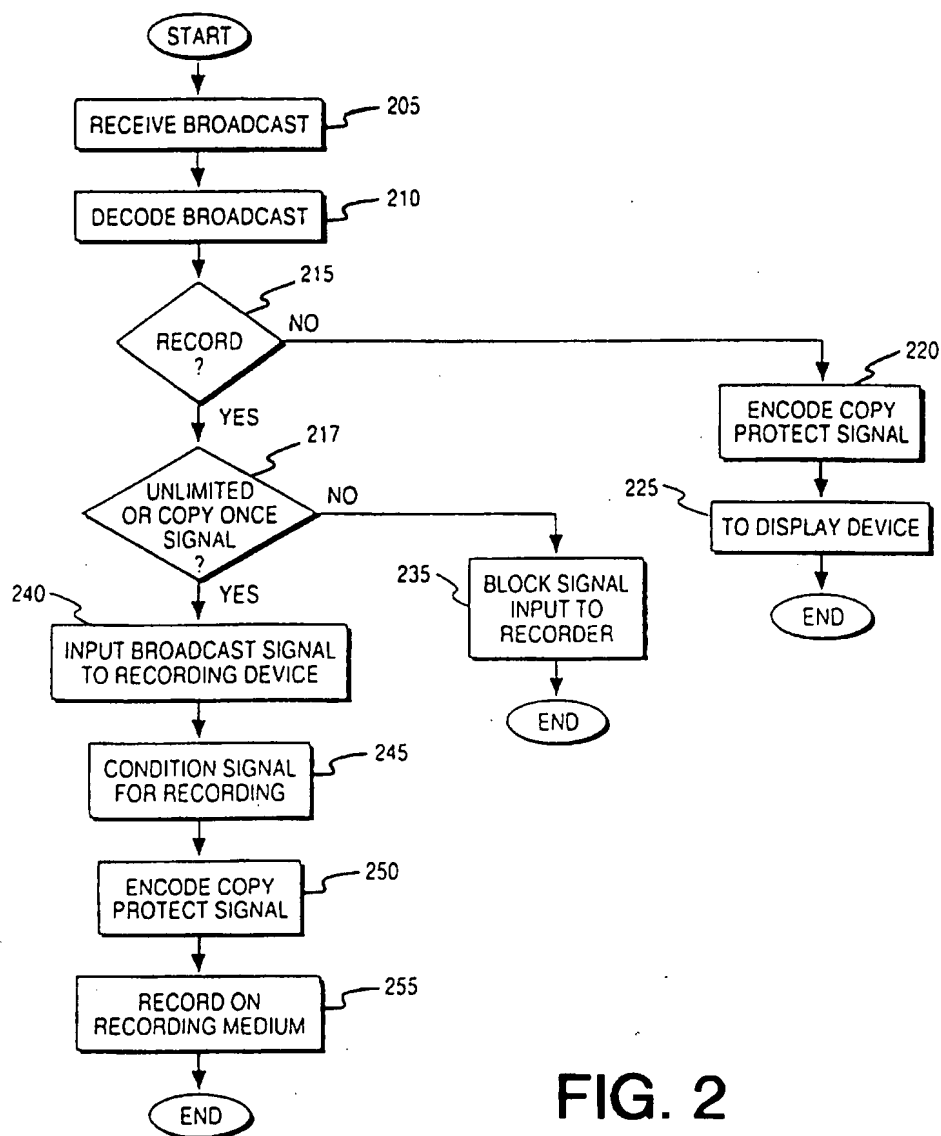 START
RECEIVE BROADCAST
205
DECODE BROADCAST
210
215
RECORD
?
NO
YES
220
ENCODE COPY
PROTECT SIGNAL
217
UNLIMITED
OR COPY ONCE
SIGNAL
?
NO
YES
225
TO DISPLAY DEVICE
END
235
BLOCK SIGNAL
INPUT TO
RECORDER
END
240
INPUT BROADCAST SIGNAL
TO RECORDING DEVICE
245
CONDITION SIGNAL
FOR RECORDING
250
ENCODE COPY
PROTECT SIGNAL
255
RECORD ON
RECORDING MEDIUM
END
FIG. 2